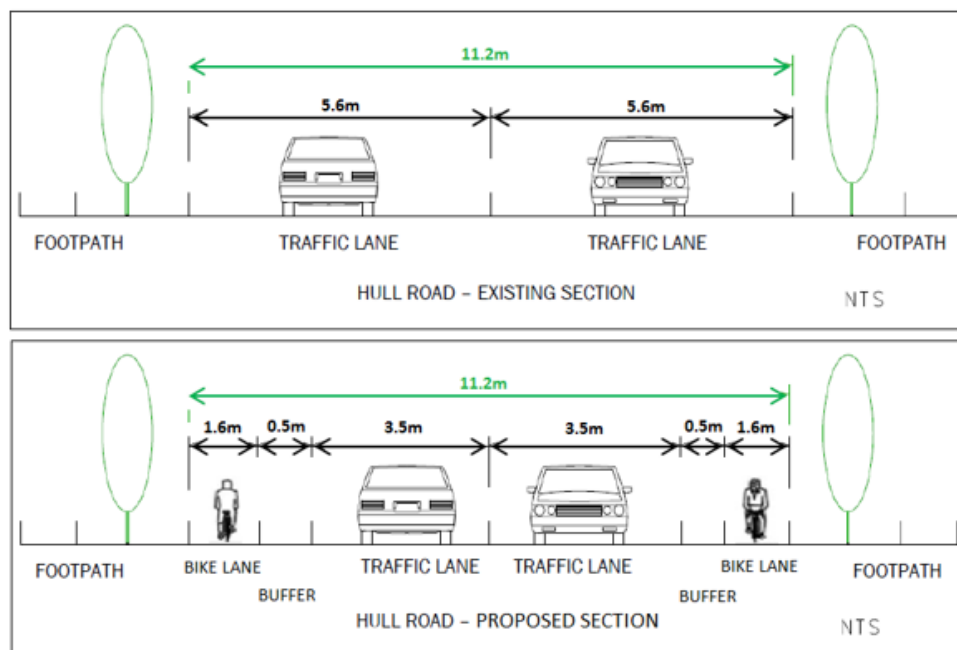 11.2m
5.6m 5.6m
FOOTPATH TRAFFIC LANE TRAFFIC LANE FOOTPATH
HULL ROAD – EXISTING SECTION NTS
11.2m
1.6m 0.5m 3.5m 3.5m 0.5m 1.6m
FOOTPATH BIKE LANE TRAFFIC LANE TRAFFIC LANE BIKE LANE FOOTPATH
BUFFER BUFFER
HULL ROAD – PROPOSED SECTION NTS